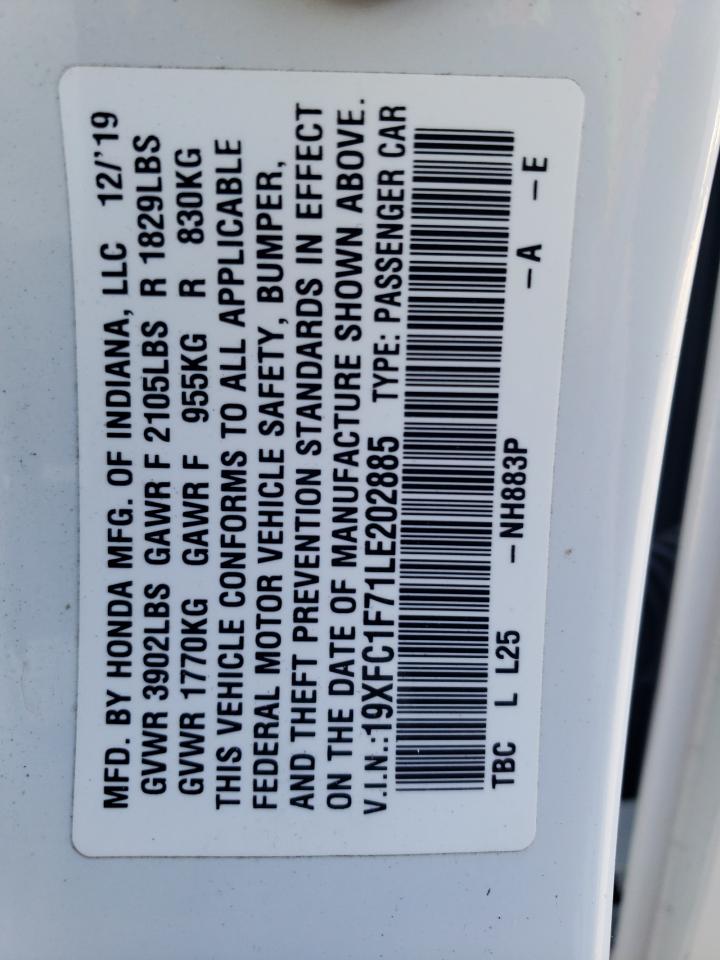 MFD. BY HONDA MFG. OF INDIANA, LLC 12/'19
GVWR 3902LBS GAWR F 2105LBS R 1829LBS
GVWR 1770KG GAWR F 955KG R 830KG
THIS VEHICLE CONFORMS TO ALL APPLICABLE
FEDERAL MOTOR VEHICLE SAFETY, BUMPER,
AND THEFT PREVENTION STANDARDS IN EFFECT
ON THE DATE OF MANUFACTURE SHOWN ABOVE.
V.I.N.:19XFC1F71LE202885 TYPE: PASSENGER CAR
TBC L L25 -NH883P -A -E